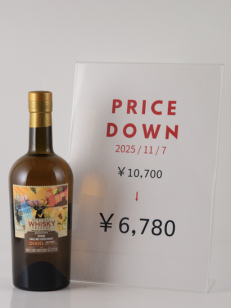 PRICE
DOWN
2025 / 11 / 7
￥10,700
↓
￥6,780
WHISKY